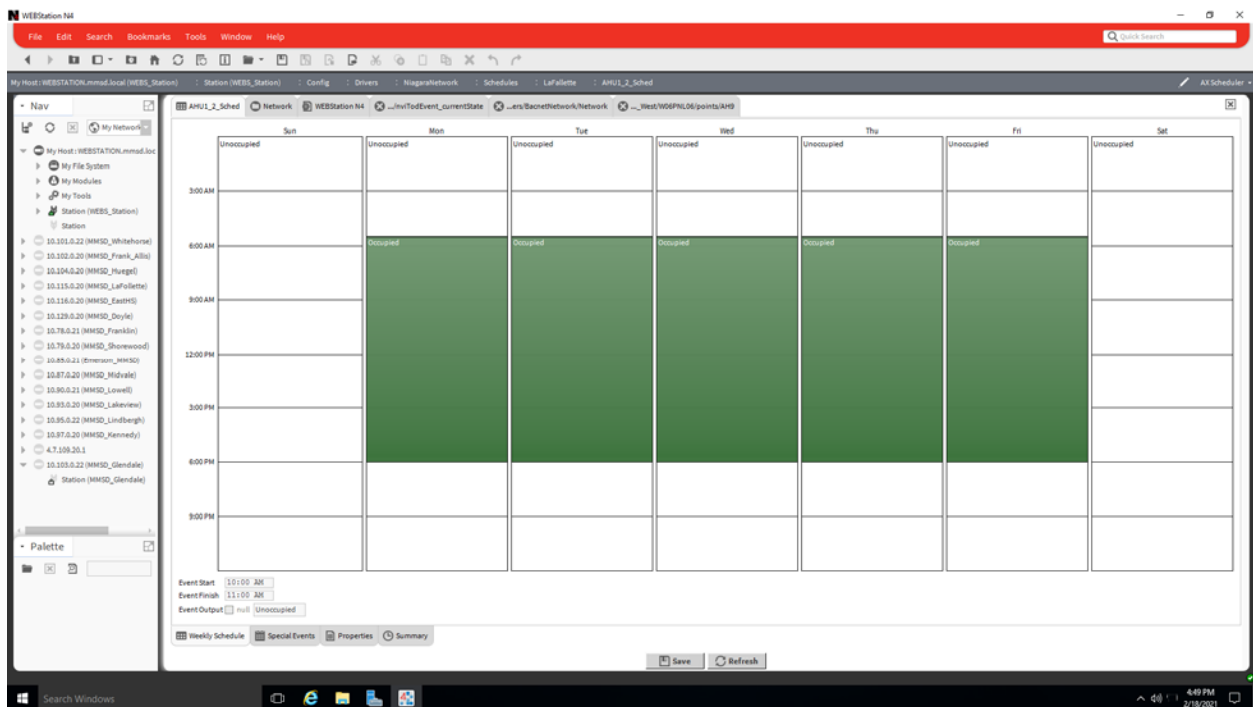 WEBStation N4
File Edit Search Bookmarks Tools Window Help
Quick Search
My Host : WEBSTATION.mmsd.local (WEBS_Station) : Station (WEBS_Station) : Config : Drivers : NiagaraNetwork : Schedules : LaFollette : AHU1_2_Sched
AX Scheduler
Nav
My Network
My Host : WEBSTATION.mmsd.loc
My File System
My Modules
My Tools
Station (WEBS_Station)
Station
10.101.0.22 (MMSD_Whitehorse)
10.102.0.20 (MMSD_Frank_Allis)
10.104.0.20 (MMSD_Huegel)
10.115.0.20 (MMSD_LaFollette)
10.116.0.20 (MMSD_EastHS)
10.129.0.20 (MMSD_Doyle)
10.78.0.21 (MMSD_Franklin)
10.79.0.20 (MMSD_Shorewood)
10.85.0.21 (Emerson_MMSD)
10.87.0.20 (MMSD_Midvale)
10.90.0.21 (MMSD_Lowell)
10.93.0.20 (MMSD_Lakeview)
10.95.0.22 (MMSD_Lindbergh)
10.97.0.20 (MMSD_Kennedy)
4.7.109.20.1
10.103.0.22 (MMSD_Glendale)
Station (MMSD_Glendale)
Palette
AHU1_2_Sched Network WEBStation N4 .../nviTodEvent_currentState ...ers/BacnetNetwork/Network ..._West/W06PNL06/points/AH9
Sun Mon Tue Wed Thu Fri Sat
Unoccupied Unoccupied Unoccupied Unoccupied Unoccupied Unoccupied Unoccupied
3:00 AM
Occupied Occupied Occupied Occupied Occupied
6:00 AM
9:00 AM
12:00 PM
3:00 PM
6:00 PM
9:00 PM
Event Start 10:00 AM
Event Finish 11:00 AM
Event Output null Unoccupied
Weekly Schedule Special Events Properties Summary
Save Refresh
Search Windows
4:49 PM
2/18/2021